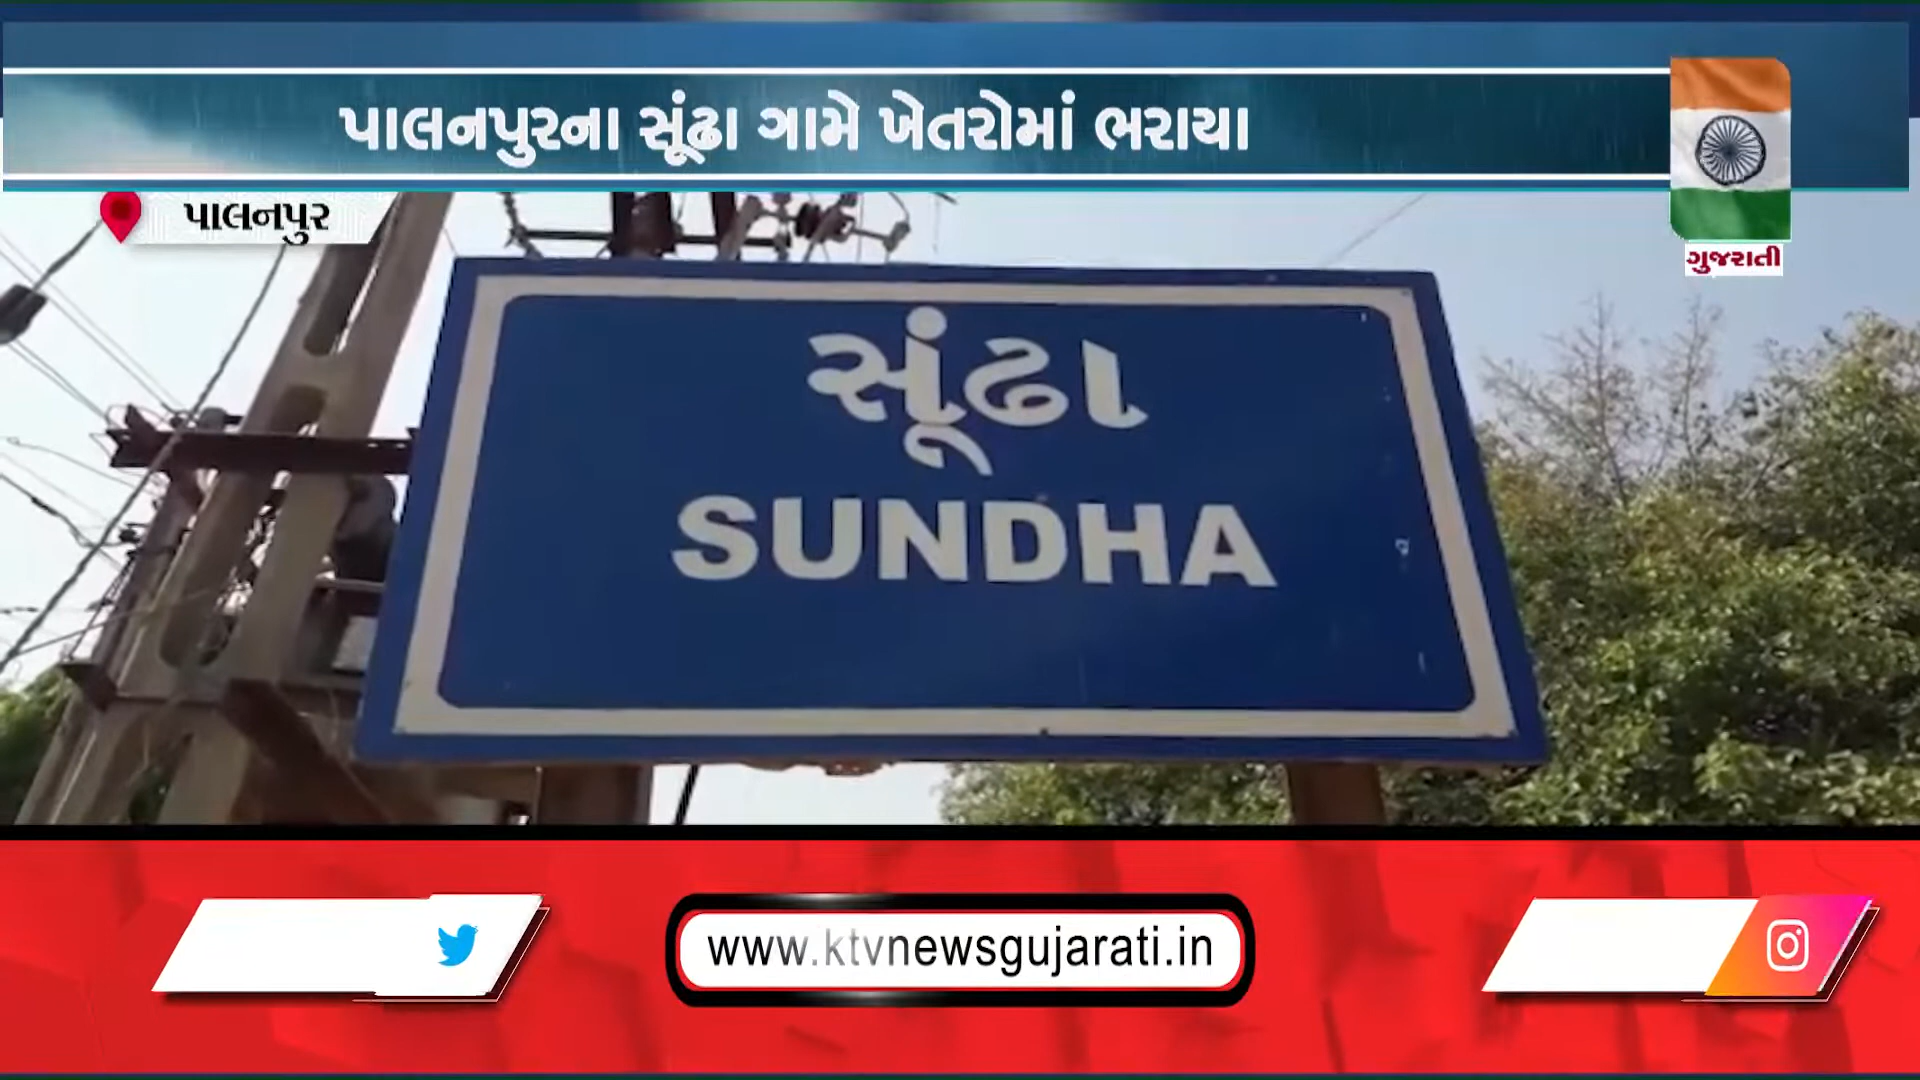 પાલનપુરના સૂંઢા ગામે ખેતરોમાં ભરાયા
પાલનપુર
ગુજરાતી
સૂંઢા
SUNDHA
www.ktvnewsgujarati.in